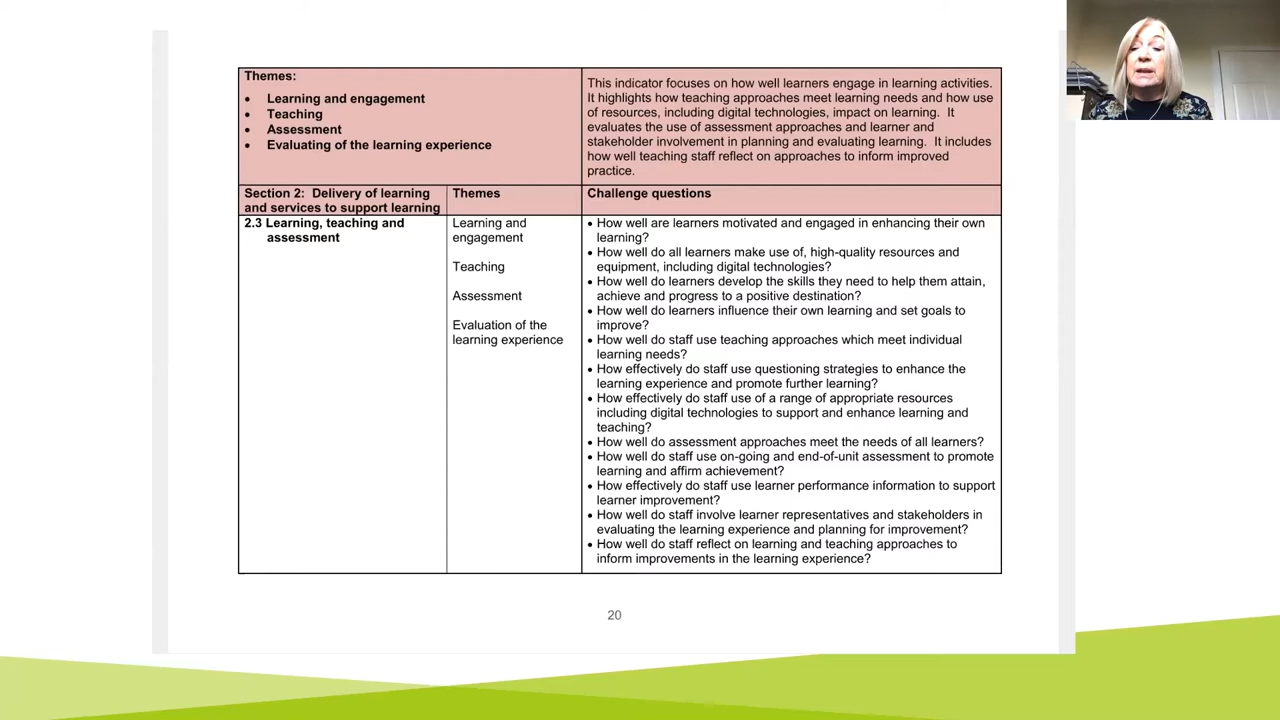 Themes:
• Learning and engagement
• Teaching
• Assessment
• Evaluating of the learning experience
This indicator focuses on how well learners engage in learning activities.
It highlights how teaching approaches meet learning needs and how use
of resources, including digital technologies, impact on learning. It
evaluates the use of assessment approaches and learner and
stakeholder involvement in planning and evaluating learning. It includes
how well teaching staff reflect on approaches to inform improved
practice.
Section 2: Delivery of learning
and services to support learning
Themes
Challenge questions
2.3 Learning, teaching and
assessment
Learning and
engagement
Teaching
Assessment
Evaluation of the
learning experience
• How well are learners motivated and engaged in enhancing their own
learning?
• How well do all learners make use of, high-quality resources and
equipment, including digital technologies?
• How well do learners develop the skills they need to help them attain,
achieve and progress to a positive destination?
• How well do learners influence their own learning and set goals to
improve?
• How well do staff use teaching approaches which meet individual
learning needs?
• How effectively do staff use questioning strategies to enhance the
learning experience and promote further learning?
• How effectively do staff use of a range of appropriate resources
including digital technologies to support and enhance learning and
teaching?
• How well do assessment approaches meet the needs of all learners?
• How well do staff use on-going and end-of-unit assessment to promote
learning and affirm achievement?
• How effectively do staff use learner performance information to support
learner improvement?
• How well do staff involve learner representatives and stakeholders in
evaluating the learning experience and planning for improvement?
• How well do staff reflect on learning and teaching approaches to
inform improvements in the learning experience?
20